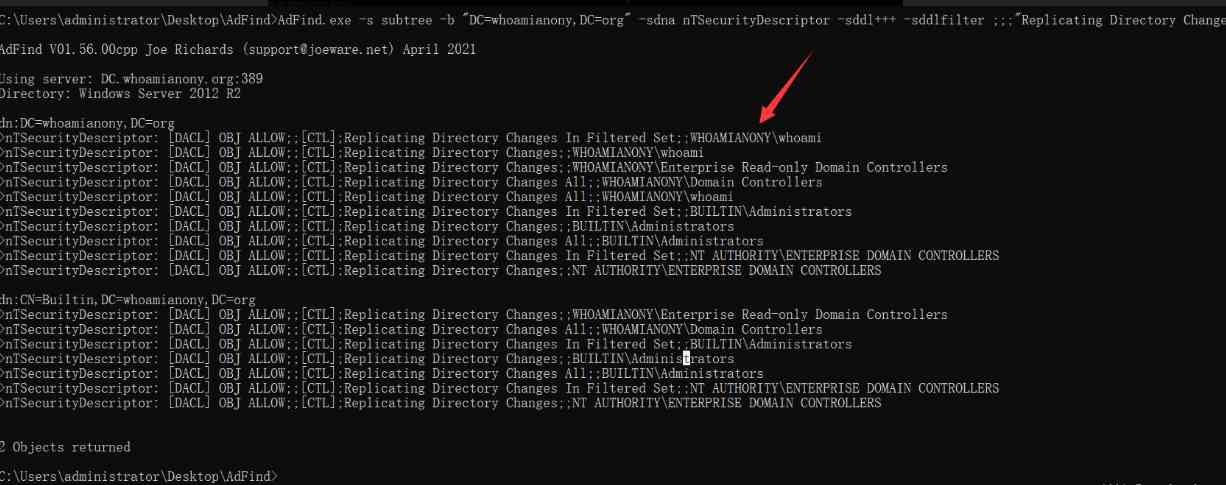 C:\Users\administrator\Desktop\AdFind>AdFind.exe -s subtree -b "DC=whoamianony,DC=org" -sdna nTSecurityDescriptor -sddl+++ -sddlfilter ;;;"Replicating Directory Change
AdFind V01.56.00cpp Joe Richards (support@joeware.net) April 2021
Using server: DC.whoamianony.org:389
Directory: Windows Server 2012 R2
dn:DC=whoamianony,DC=org
>nTSecurityDescriptor: [DACL] OBJ ALLOW;;[CTL];Replicating Directory Changes In Filtered Set;;WHOAMIANONY\whoami
>nTSecurityDescriptor: [DACL] OBJ ALLOW;;[CTL];Replicating Directory Changes;;WHOAMIANONY\whoami
>nTSecurityDescriptor: [DACL] OBJ ALLOW;;[CTL];Replicating Directory Changes;;WHOAMIANONY\Enterprise Read-only Domain Controllers
>nTSecurityDescriptor: [DACL] OBJ ALLOW;;[CTL];Replicating Directory Changes All;;WHOAMIANONY\Domain Controllers
>nTSecurityDescriptor: [DACL] OBJ ALLOW;;[CTL];Replicating Directory Changes All;;WHOAMIANONY\whoami
>nTSecurityDescriptor: [DACL] OBJ ALLOW;;[CTL];Replicating Directory Changes In Filtered Set;;BUILTIN\Administrators
>nTSecurityDescriptor: [DACL] OBJ ALLOW;;[CTL];Replicating Directory Changes;;BUILTIN\Administrators
>nTSecurityDescriptor: [DACL] OBJ ALLOW;;[CTL];Replicating Directory Changes All;;BUILTIN\Administrators
>nTSecurityDescriptor: [DACL] OBJ ALLOW;;[CTL];Replicating Directory Changes In Filtered Set;;NT AUTHORITY\ENTERPRISE DOMAIN CONTROLLERS
>nTSecurityDescriptor: [DACL] OBJ ALLOW;;[CTL];Replicating Directory Changes;;NT AUTHORITY\ENTERPRISE DOMAIN CONTROLLERS
dn:CN=Builtin,DC=whoamianony,DC=org
>nTSecurityDescriptor: [DACL] OBJ ALLOW;;[CTL];Replicating Directory Changes;;WHOAMIANONY\Enterprise Read-only Domain Controllers
>nTSecurityDescriptor: [DACL] OBJ ALLOW;;[CTL];Replicating Directory Changes All;;WHOAMIANONY\Domain Controllers
>nTSecurityDescriptor: [DACL] OBJ ALLOW;;[CTL];Replicating Directory Changes In Filtered Set;;BUILTIN\Administrators
>nTSecurityDescriptor: [DACL] OBJ ALLOW;;[CTL];Replicating Directory Changes;;BUILTIN\Administrators
>nTSecurityDescriptor: [DACL] OBJ ALLOW;;[CTL];Replicating Directory Changes All;;BUILTIN\Administrators
>nTSecurityDescriptor: [DACL] OBJ ALLOW;;[CTL];Replicating Directory Changes In Filtered Set;;NT AUTHORITY\ENTERPRISE DOMAIN CONTROLLERS
>nTSecurityDescriptor: [DACL] OBJ ALLOW;;[CTL];Replicating Directory Changes;;NT AUTHORITY\ENTERPRISE DOMAIN CONTROLLERS
2 Objects returned
C:\Users\administrator\Desktop\AdFind>